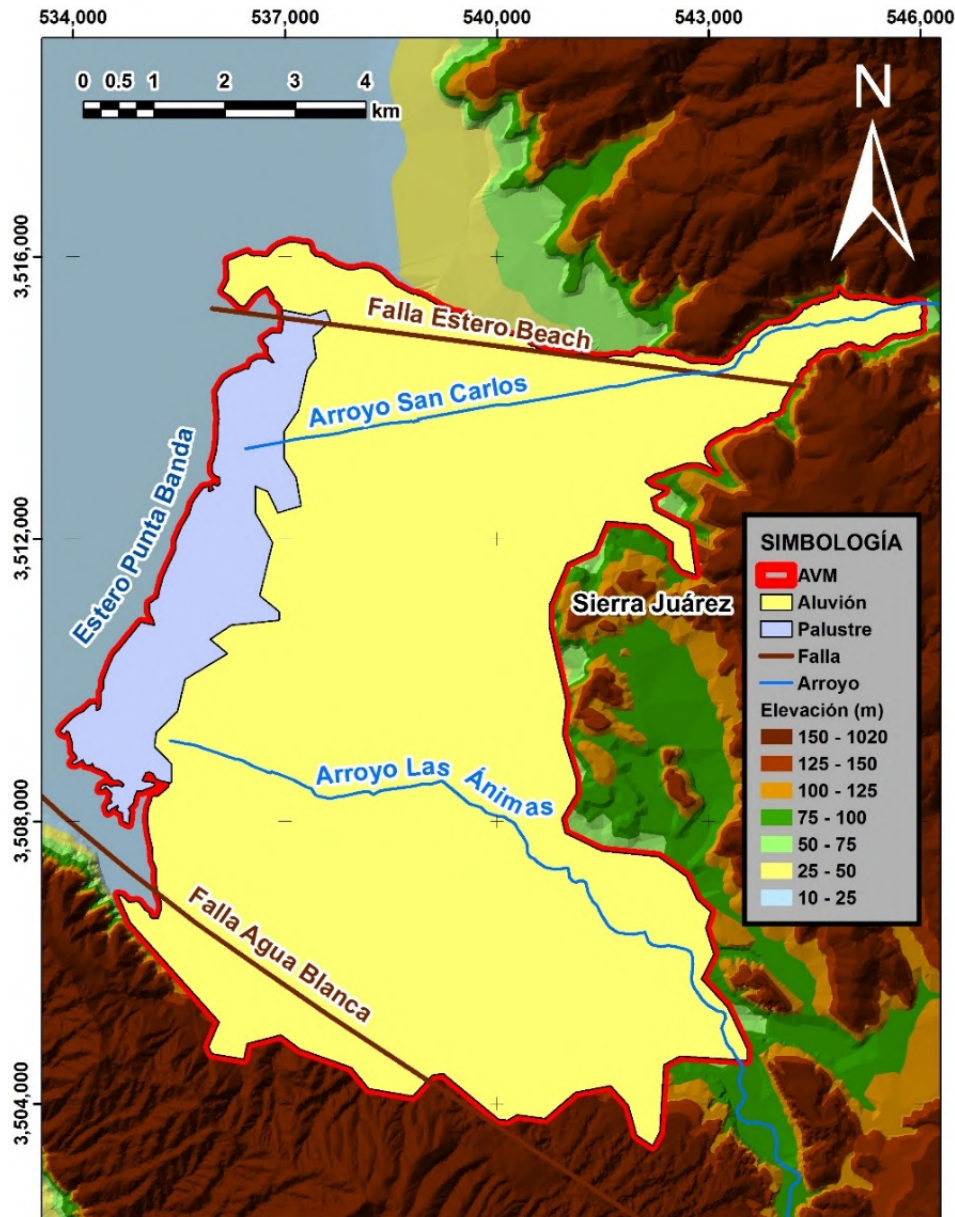 534,000 537,000 540,000 543,000 546,000
0 0.5 1 2 3 4
km
N
3,516,000
3,512,000
3,508,000
3,504,000
Falla Estero Beach
Arroyo San Carlos
Estero Punta Banda
Sierra Juárez
Arroyo Las Ánimas
Falla Agua Blanca
SIMBOLOGÍA
AVM
Aluvión
Palustre
Falla
Arroyo
Elevación (m)
150 - 1020
125 - 150
100 - 125
75 - 100
50 - 75
25 - 50
10 - 25